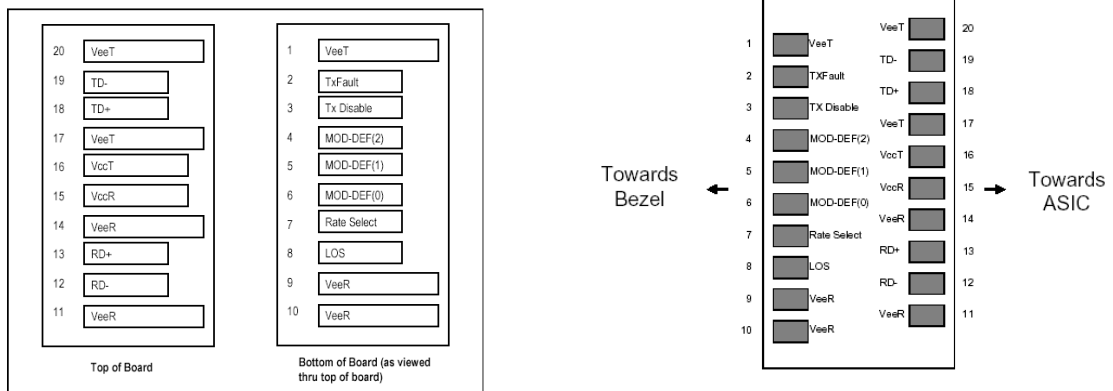 20 VeeT
19 TD-
18 TD+
17 VeeT
16 VccT
15 VccR
14 VeeR
13 RD+
12 RD-
11 VeeR
Top of Board
1 VeeT
2 TxFault
3 Tx Disable
4 MOD-DEF(2)
5 MOD-DEF(1)
6 MOD-DEF(0)
7 Rate Select
8 LOS
9 VeeR
10 VeeR
Bottom of Board (as viewed
thru top of board)
Towards
Bezel
1 VeeT
2 TXFault
3 TX Disable
4 MOD-DEF(2)
5 MOD-DEF(1)
6 MOD-DEF(0)
7 Rate Select
8 LOS
9 VeeR
10 VeeR
VeeT 20
TD- 19
TD+ 18
VeeT 17
VccT 16
VccR 15
VeeR 14
RD+ 13
RD- 12
VeeR 11
Towards
ASIC